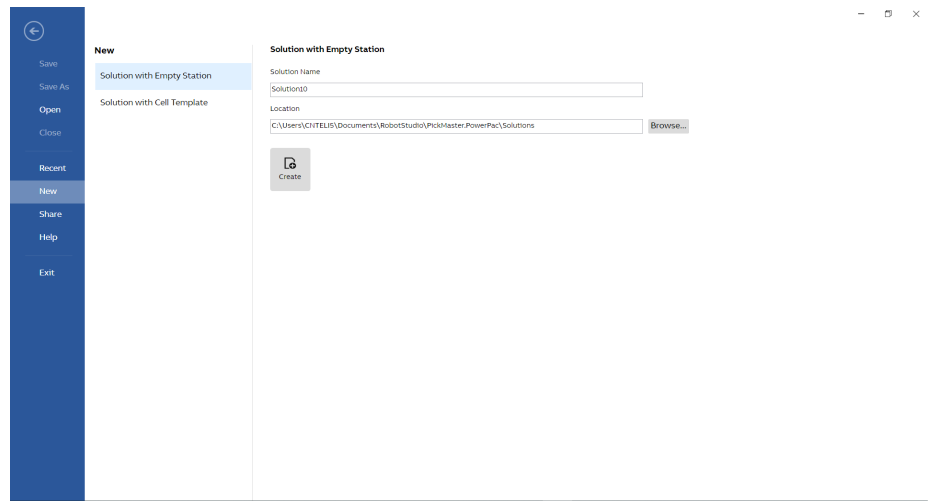 Save
Save As
Open
Close
Recent
New
Share
Help
Exit
New
Solution with Empty Station
Solution with Cell Template
Solution with Empty Station
Solution Name
Solution10
Location
C:\Users\CNTELIS\Documents\RobotStudio\PickMaster.PowerPac\Solutions
Browse...
Create